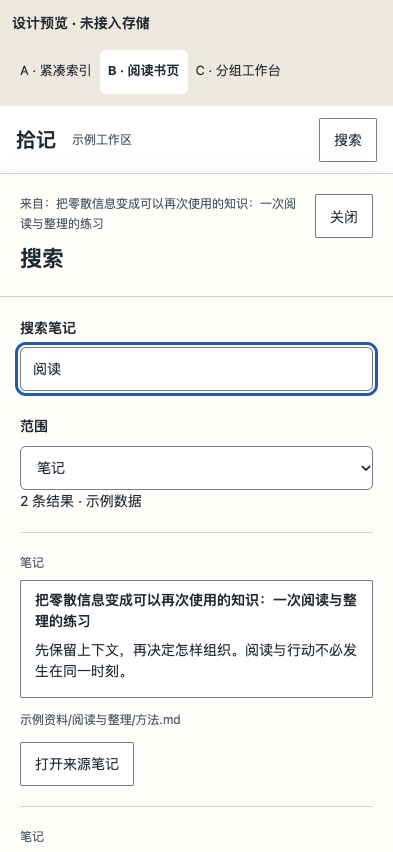 设计预览 · 未接入存储
A · 紧凑索引
B · 阅读书页
C · 分组工作台
拾记
示例工作区
搜索
来自：把零散信息变成可以再次使用的知识：一次阅
读与整理的练习
关闭
搜索
搜索笔记
阅读
范围
笔记
2 条结果 · 示例数据
笔记
把零散信息变成可以再次使用的知识：一次阅读与整
理的练习
先保留上下文，再决定怎样组织。阅读与行动不必发
生在同一时刻。
示例资料/阅读与整理/方法.md
打开来源笔记
笔记